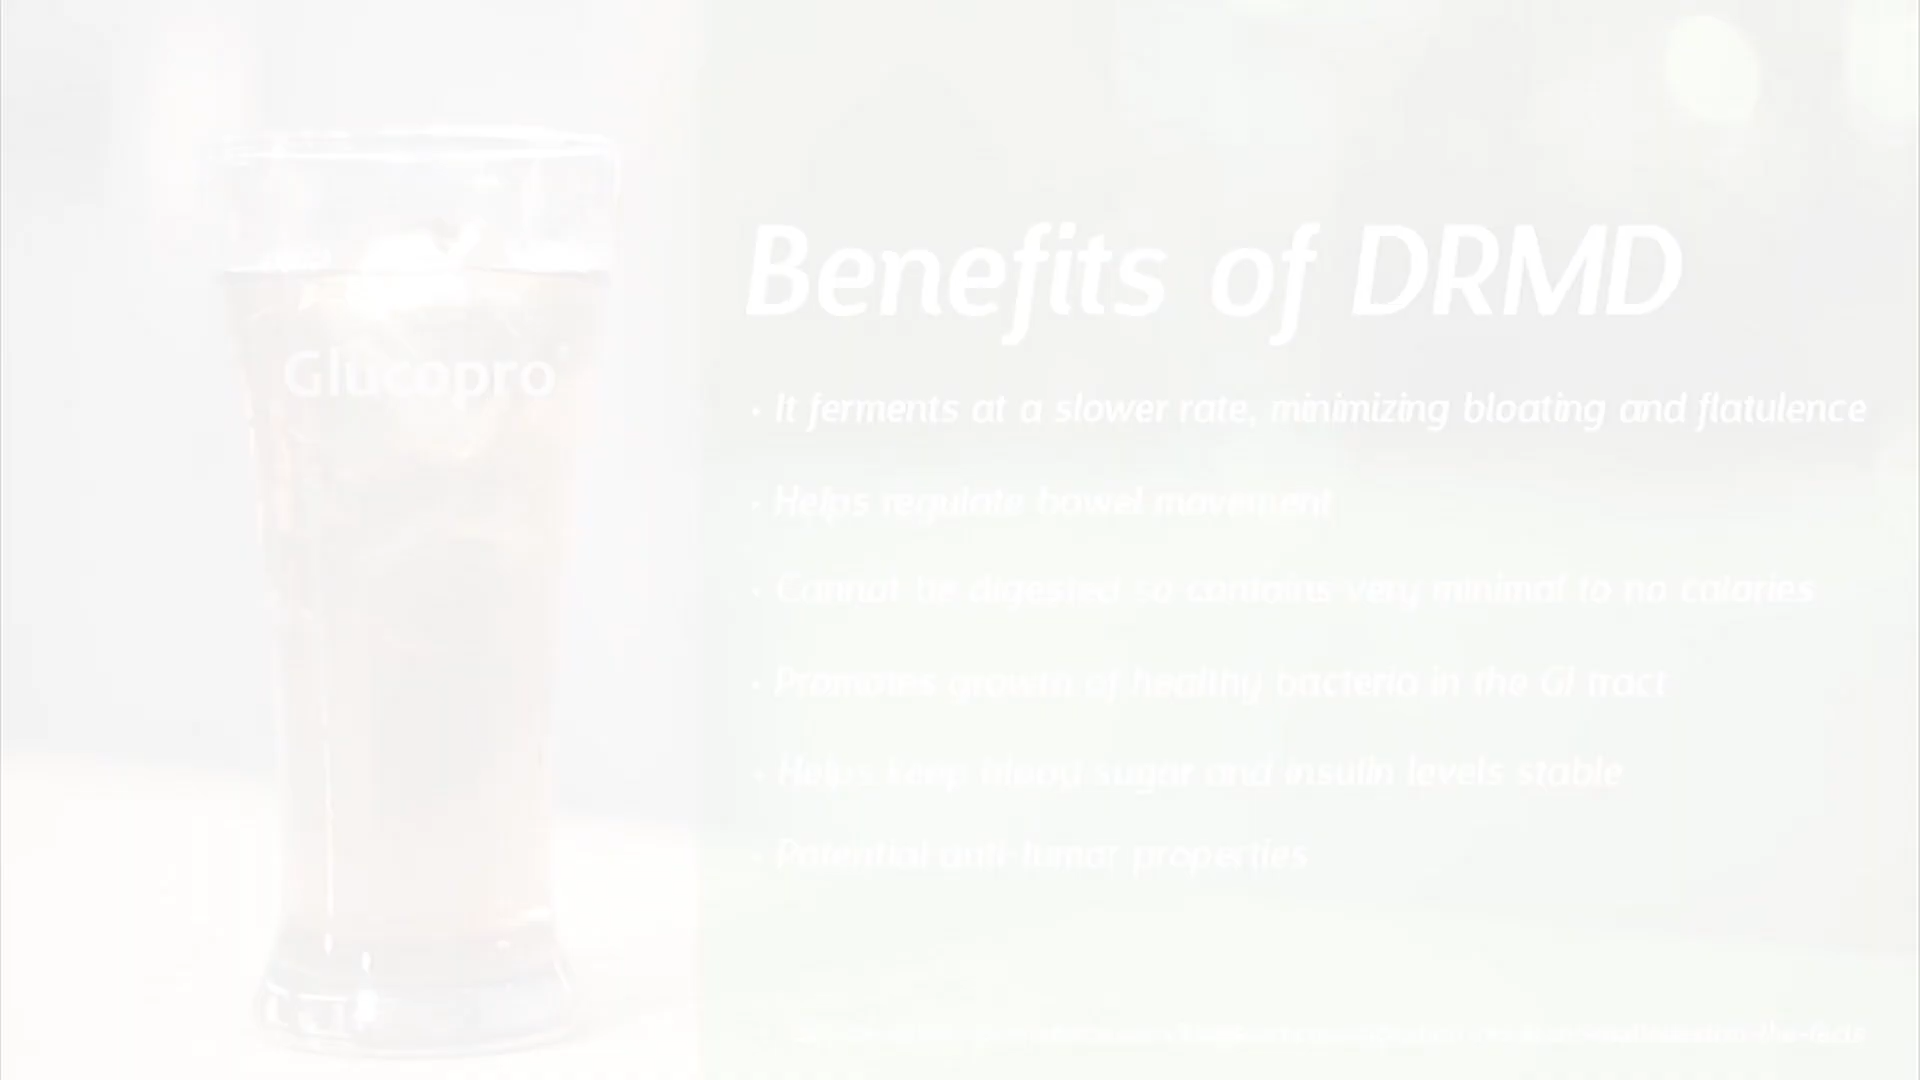 Glucopro
Benefits of DRMD
• It ferments at a slower rate, minimizing bloating and flatulence
• Helps regulate bowel movement
• Cannot be digested so contains very minimal to no calories
• Promotes growth of healthy bacteria in the GI tract
• Helps keep blood sugar and insulin levels stable
• Potential anti-tumor properties